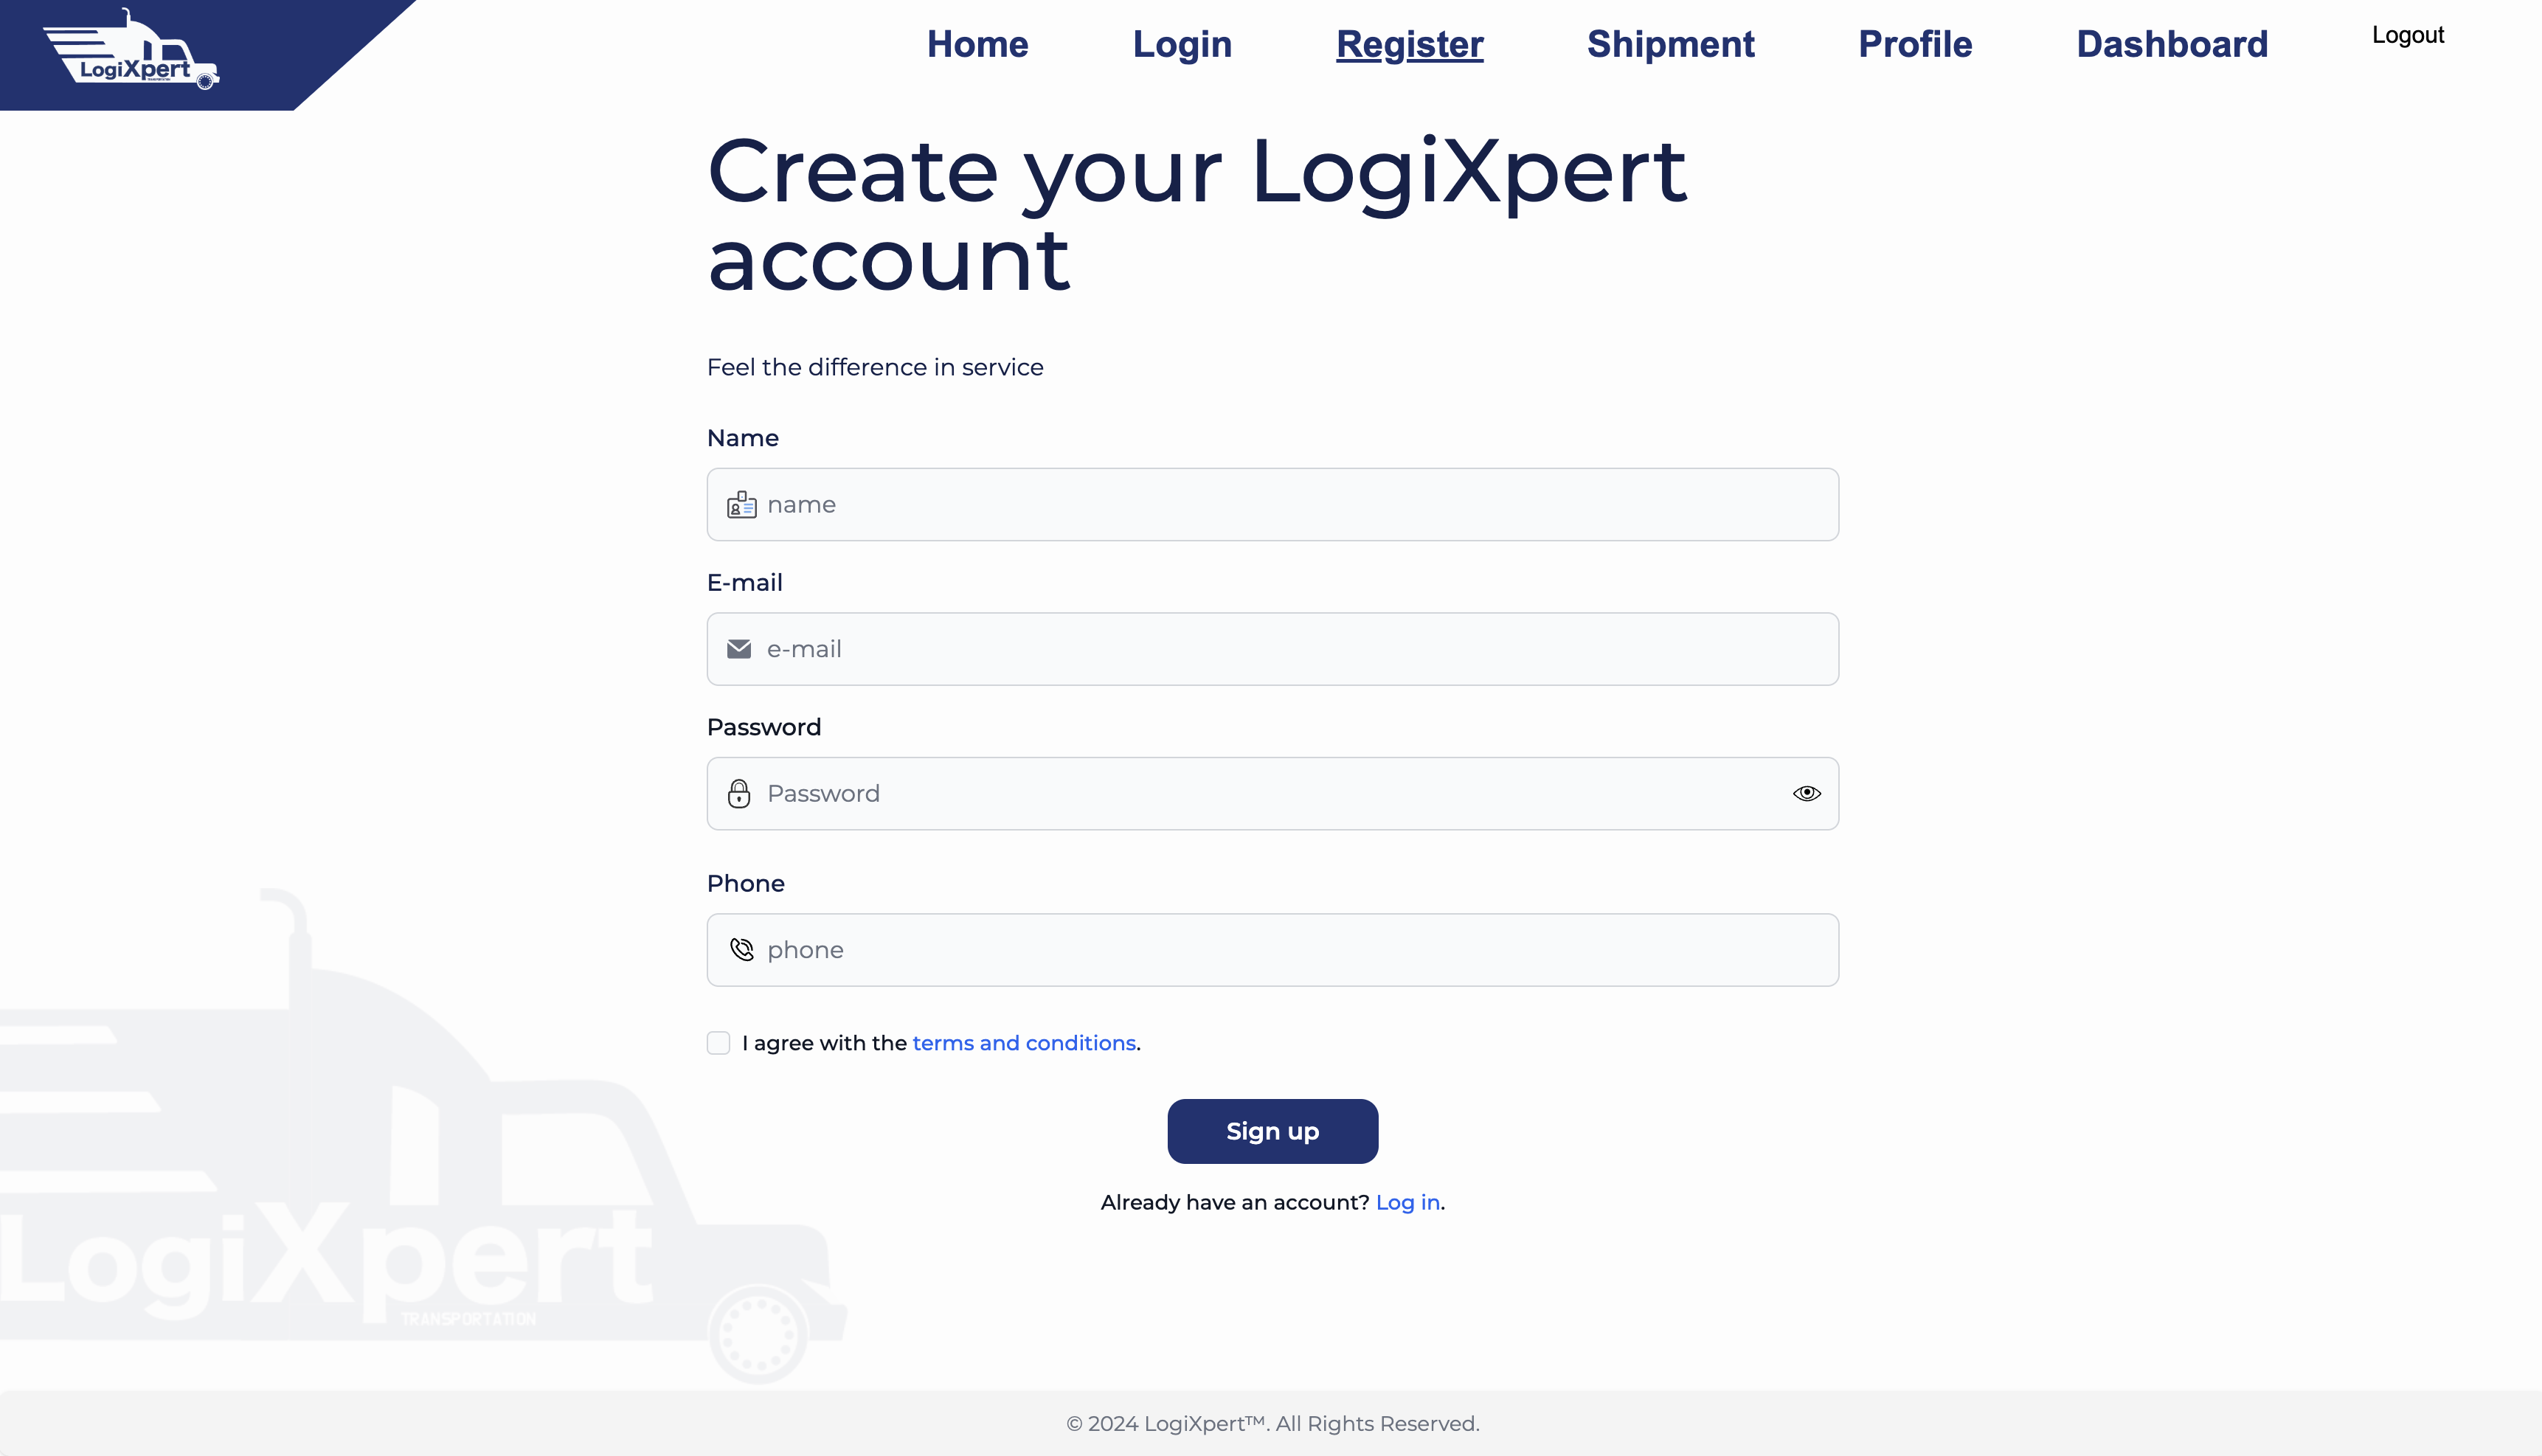 LogiXpert
Home Login Register Shipment Profile Dashboard Logout
Create your LogiXpert
account
Feel the difference in service
Name
name
E-mail
e-mail
Password
Password
Phone
phone
I agree with the terms and conditions.
Sign up
Already have an account? Log in.
LogiXpert
TRANSPORTATION
© 2024 LogiXpert™. All Rights Reserved.